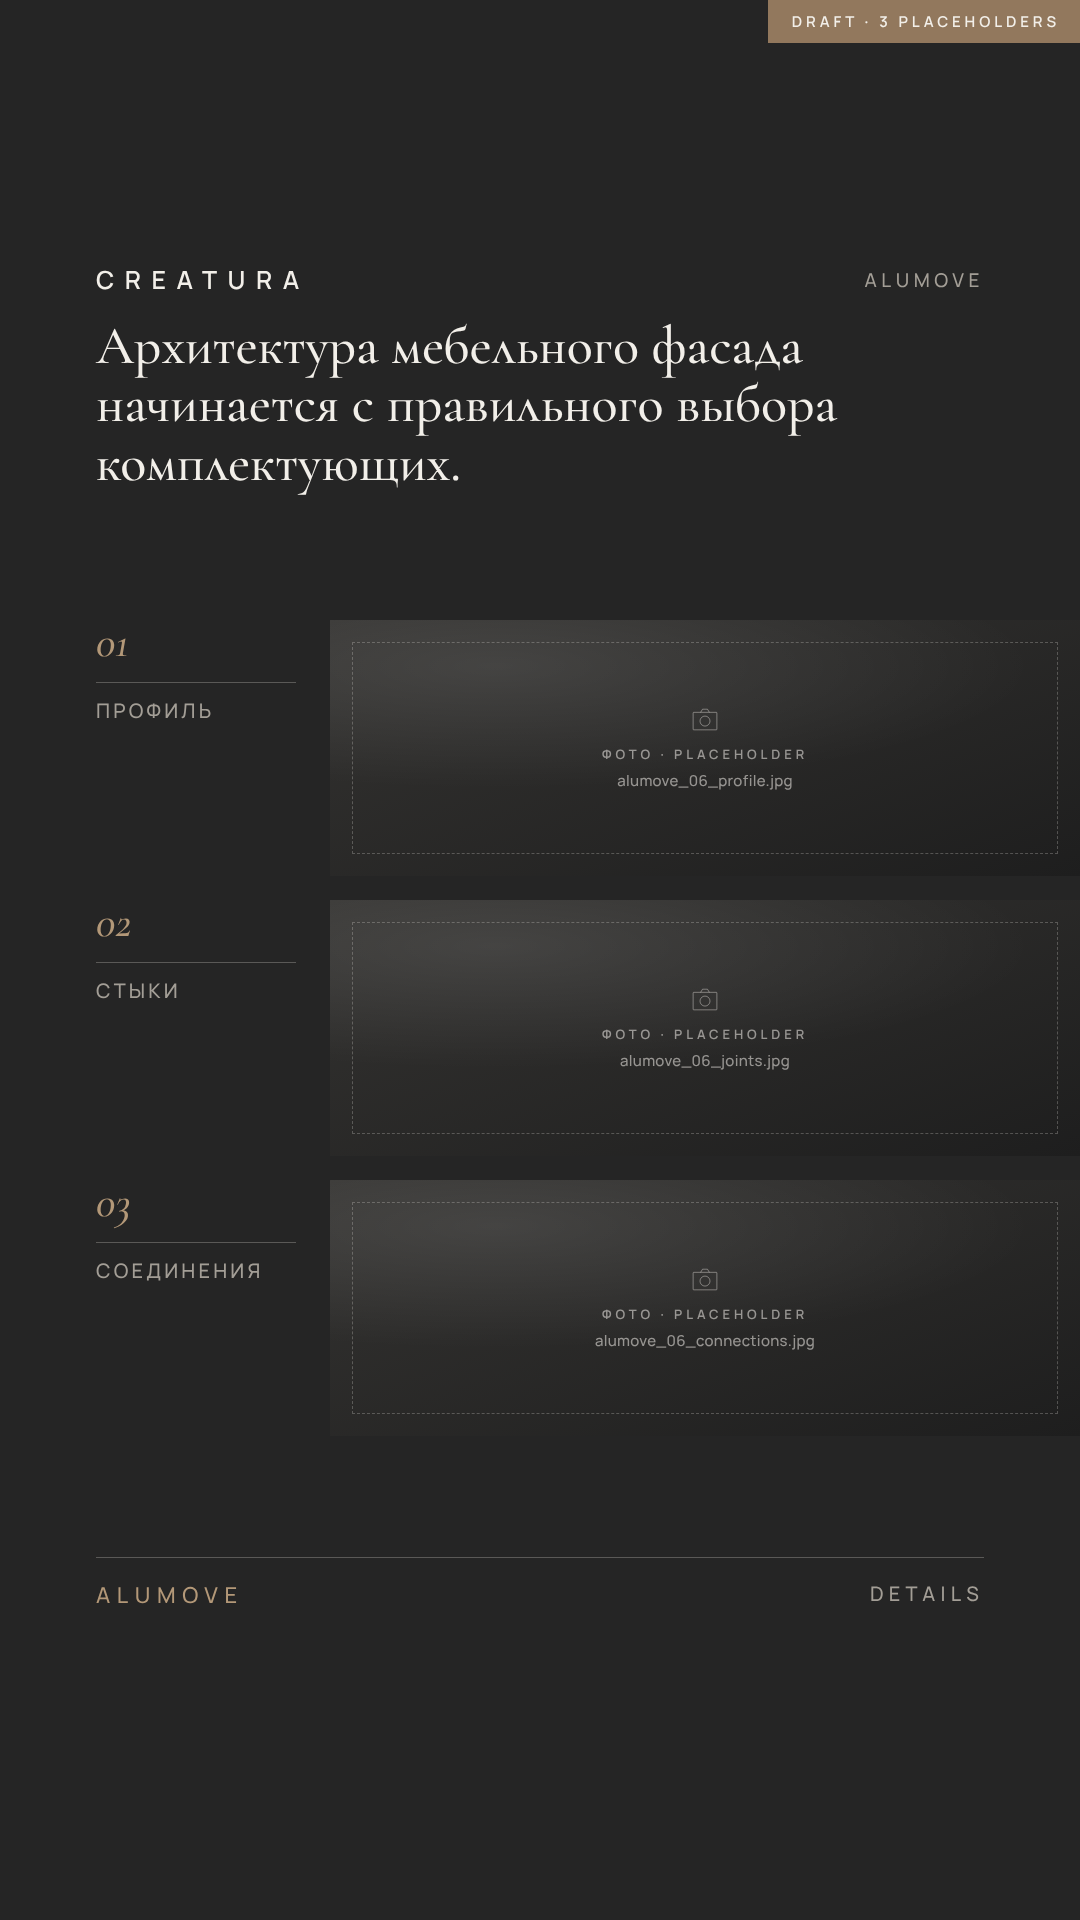 DRAFT · 3 PLACEHOLDERS
CREATURA
ALUMOVE
Архитектура мебельного фасада
начинается с правильного выбора
комплектующих.
01
ПРОФИЛЬ
ФОТО · PLACEHOLDER
alumove_06_profile.jpg
02
СТЫКИ
ФОТО · PLACEHOLDER
alumove_06_joints.jpg
03
СОЕДИНЕНИЯ
ФОТО · PLACEHOLDER
alumove_06_connections.jpg
ALUMOVE
DETAILS